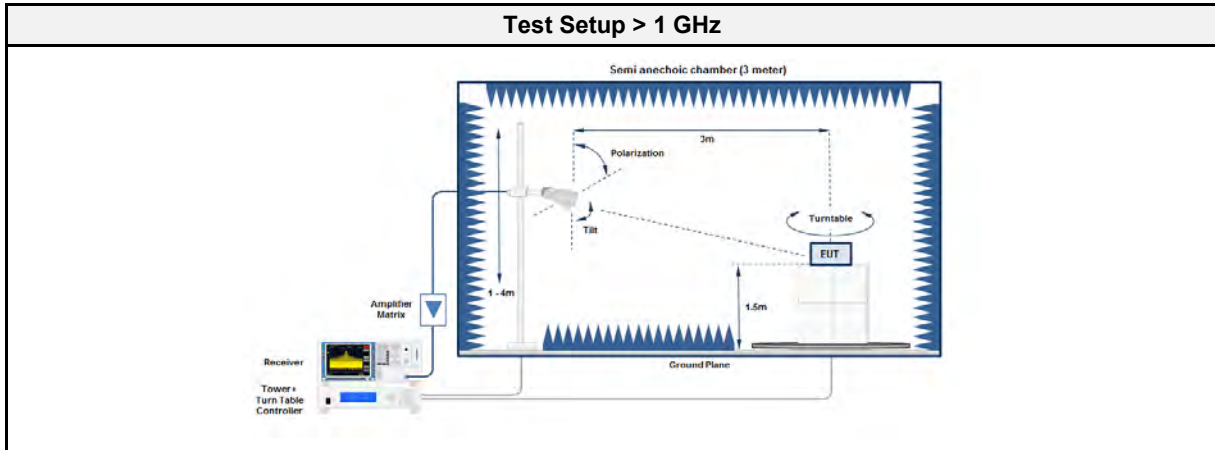 Test Setup > 1 GHz
Semi anechoic chamber (3 meter)
3m
Polarization
Turntable
Tilt
EUT
1 - 4m
1.5m
Amplifier
Matrix
Ground Plane
Receiver
Tower+
Turn Table
Controller